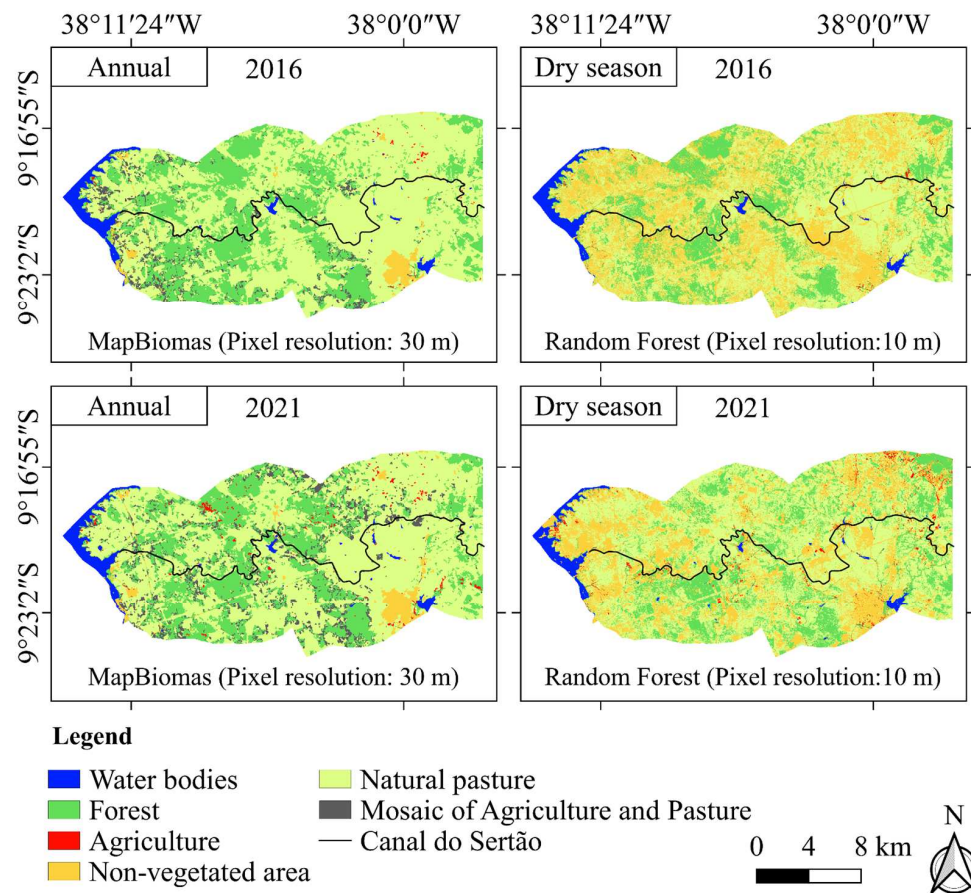 38°11′24″W 38°0′0″W 38°11′24″W 38°0′0″W
Annual 2016 Dry season 2016
9°16′55″S
9°23′2″S
MapBiomas (Pixel resolution: 30 m) Random Forest (Pixel resolution:10 m)
Annual 2021 Dry season 2021
9°16′55″S
9°23′2″S
MapBiomas (Pixel resolution: 30 m) Random Forest (Pixel resolution:10 m)
Legend
Water bodies Natural pasture
Forest Mosaic of Agriculture and Pasture
Agriculture Canal do Sertão
Non-vegetated area
N
0 4 8 km